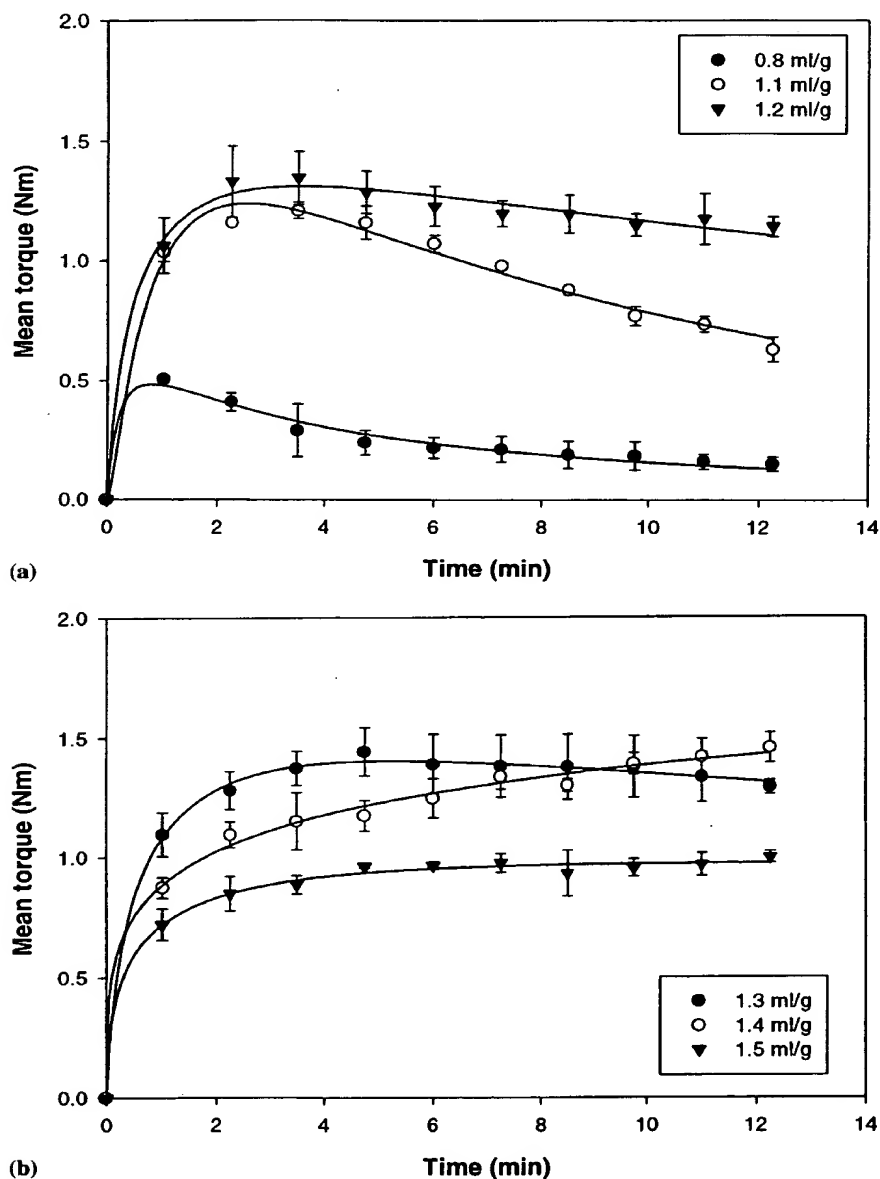 2.0
1.5
1.0
0.5
0.0
Mean torque (Nm)
0.8 ml/g
1.1 ml/g
1.2 ml/g
0 2 4 6 8 10 12 14
Time (min)
(a)
2.0
1.5
1.0
0.5
0.0
Mean torque (Nm)
1.3 ml/g
1.4 ml/g
1.5 ml/g
0 2 4 6 8 10 12 14
Time (min)
(b)